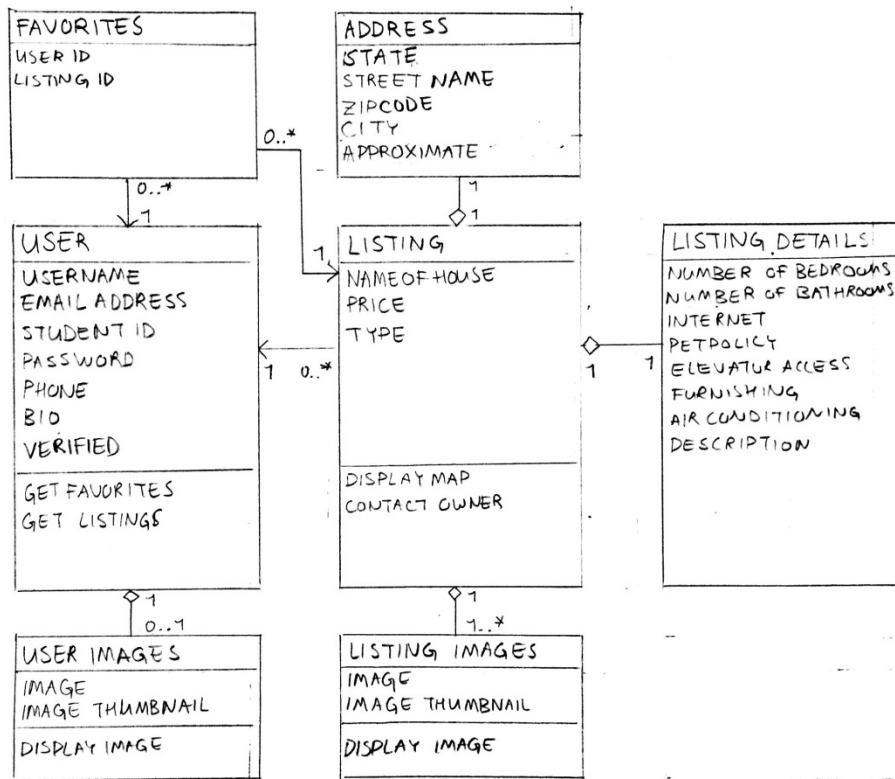 FAVORITES
USER ID
LISTING ID
0..*
0..*
1
1
ADDRESS
STATE
STREET NAME
ZIPCODE
CITY
APPROXIMATE
1
1
USER
USERNAME
EMAIL ADDRESS
STUDENT ID
PASSWORD
PHONE
BIO
VERIFIED
GET FAVORITES
GET LISTINGS
1
0..*
LISTING
NAMEOFHOUSE
PRICE
TYPE
DISPLAY MAP
CONTACT OWNER
1
1
LISTING DETAILS
NUMBER OF BEDROOMS
NUMBER OF BATHROOMS
INTERNET
PETPOLICY
ELEVATOR ACCESS
FURNISHING
AIR CONDITIONING
DESCRIPTION
1
0..1
USER IMAGES
IMAGE
IMAGE THUMBNAIL
DISPLAY IMAGE
1
1..*
LISTING IMAGES
IMAGE
IMAGE THUMBNAIL
DISPLAY IMAGE